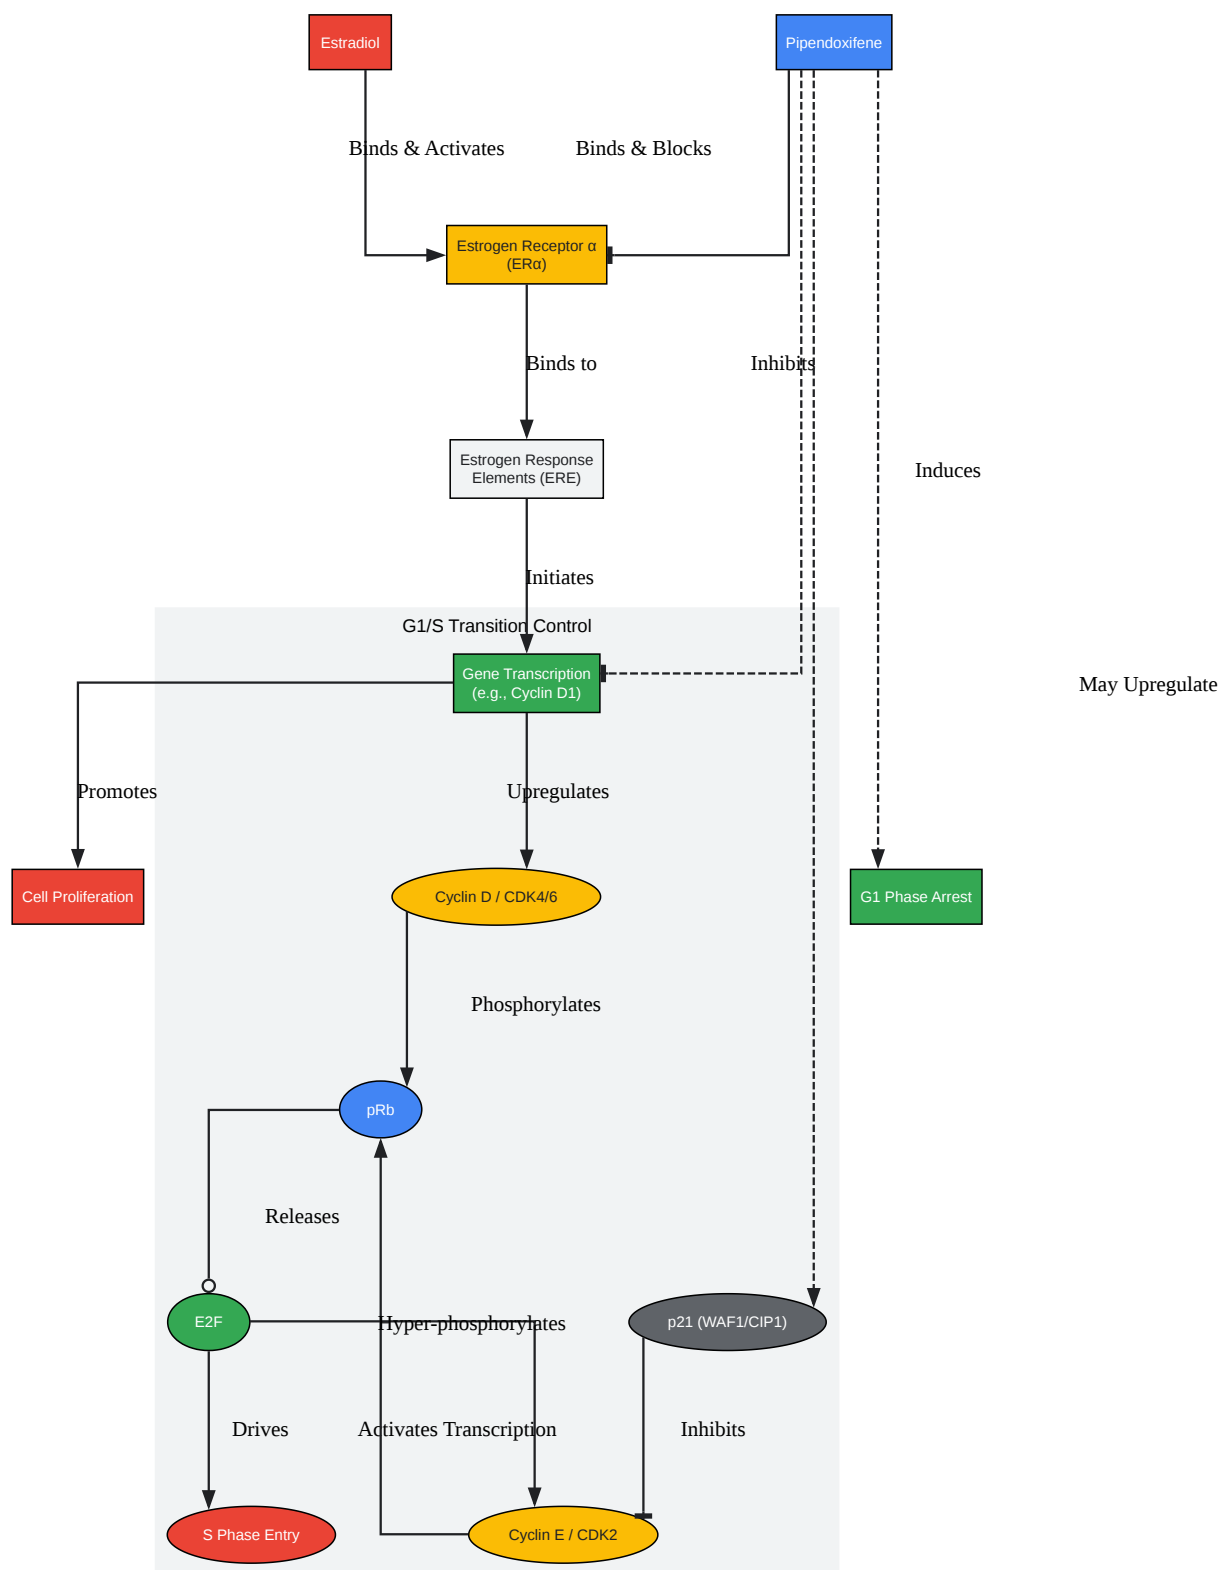 Estradiol
Pipendoxifene
Binds & Activates
Binds & Blocks
Estrogen Receptor α
(ERα)
Binds to
Inhibits
Estrogen Response
Elements (ERE)
Induces
Initiates
G1/S Transition Control
Gene Transcription
(e.g., Cyclin D1)
May Upregulate
Promotes
Upregulates
Cell Proliferation
Cyclin D / CDK4/6
G1 Phase Arrest
Phosphorylates
pRb
Releases
E2F
Hyper-phosphorylates
p21 (WAF1/CIP1)
Drives
Activates Transcription
Inhibits
S Phase Entry
Cyclin E / CDK2